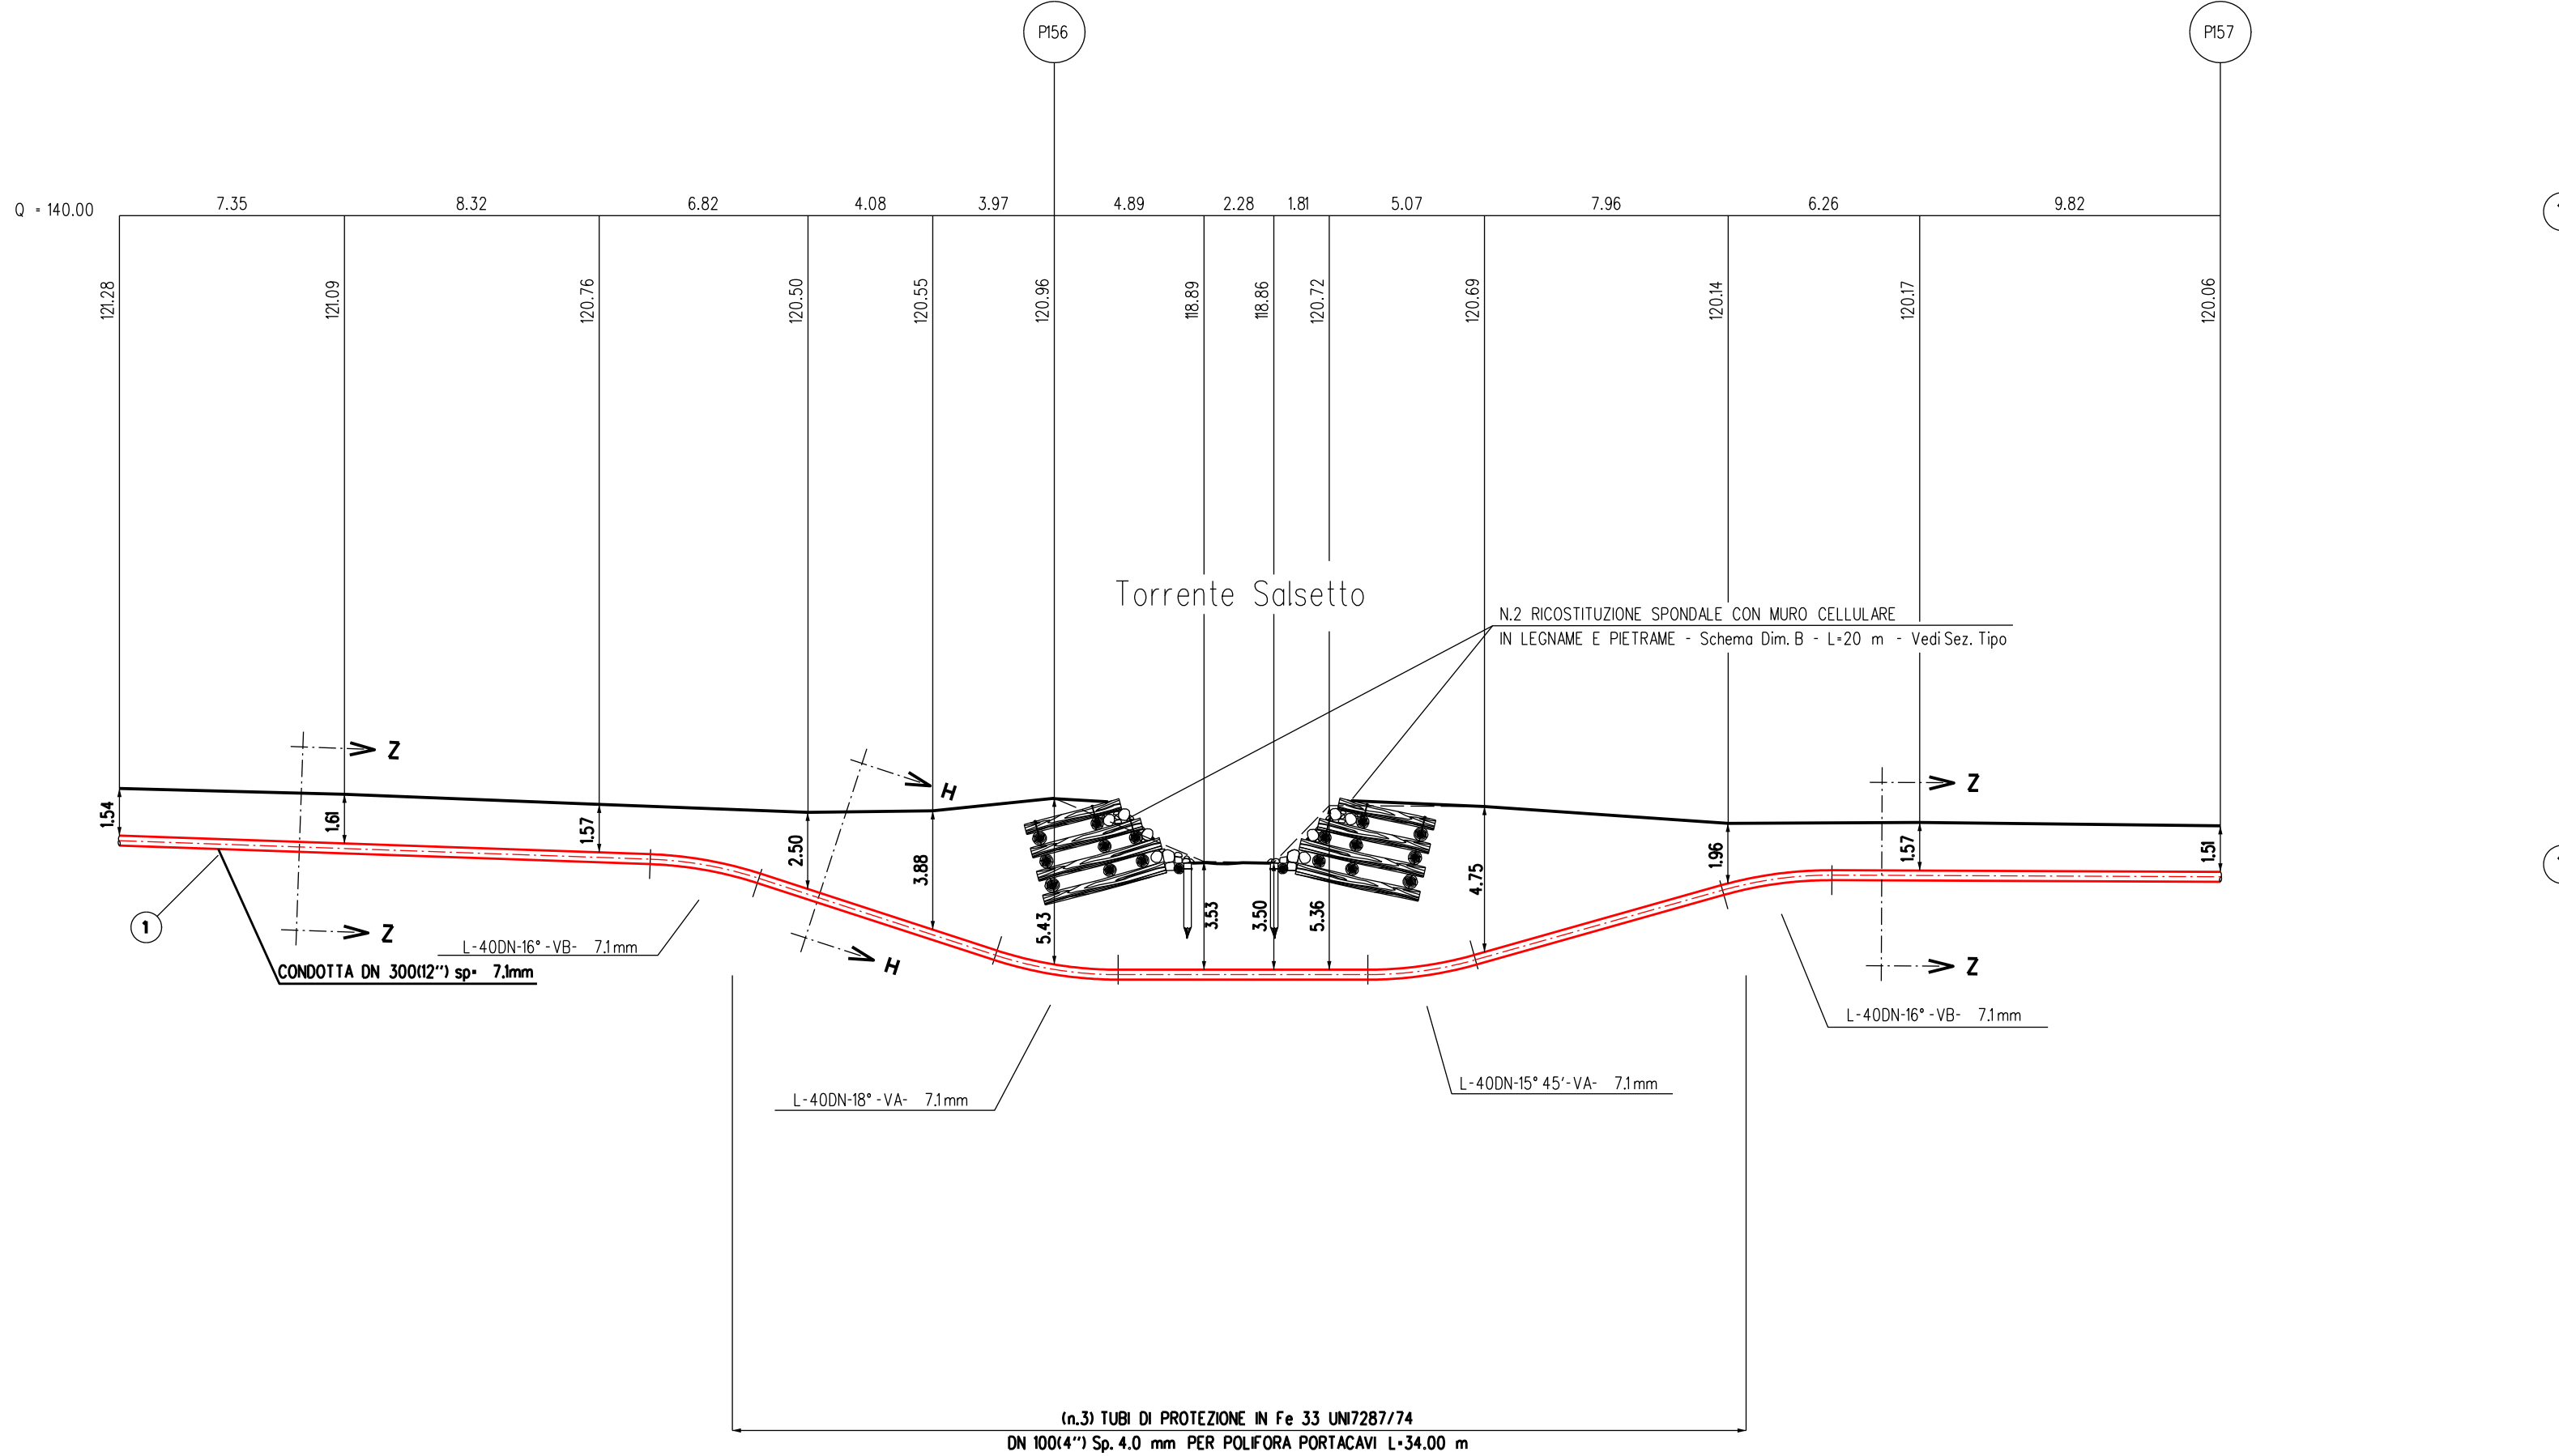 P156
P157
Q = 140.00
7.35
8.32
6.82
4.08
3.97
4.89
2.28
1.81
5.07
7.96
6.26
9.82
121.28
121.09
120.76
120.50
120.55
120.96
118.89
118.86
120.72
120.69
120.14
120.17
120.06
Torrente Salsetto
N.2 RICOSTITUZIONE SPONDALE CON MURO CELLULARE
IN LEGNAME E PIETRAME - Schema Dim. B - L=20 m - Vedi Sez. Tipo
Z
H
Z
1.54
1.61
1.57
2.50
3.88
5.43
3.53
3.50
5.36
4.75
1.96
1.57
1.51
1
Z
H
Z
L-40DN-16°-VB- 7.1mm
CONDOTTA DN 300(12'') sp= 7.1mm
L-40DN-16°-VB- 7.1mm
L-40DN-18°-VA- 7.1mm
L-40DN-15°45'-VA- 7.1mm
(n.3) TUBI DI PROTEZIONE IN Fe 33 UNI7287/74
DN 100(4'') Sp. 4.0 mm PER POLIFORA PORTACAVI L=34.00 m